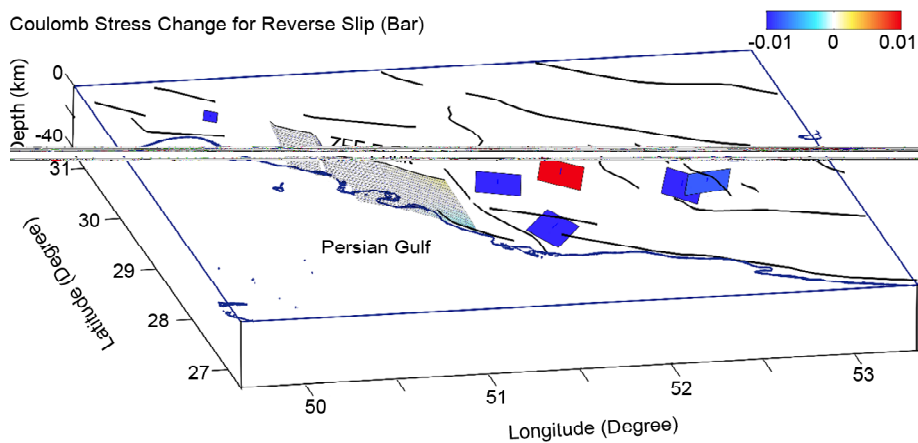 Coulomb Stress Change for Reverse Slip (Bar)
-0.01 0 0.01
Depth (km)
0
-40
31
30
29
28
27
Latitude (Degree)
Persian Gulf
50 51 52 53
Longitude (Degree)